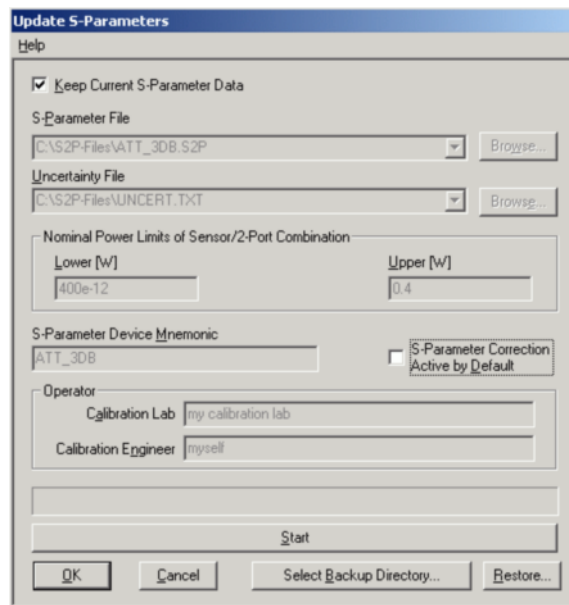 Update S-Parameters
Help
Keep Current S-Parameter Data
S-Parameter File
C:\S2P-Files\ATT_3DB.S2P
Browse...
Uncertainty File
C:\S2P-Files\UNCERT.TXT
Browse...
Nominal Power Limits of Sensor/2-Port Combination
Lower [W]
Upper [W]
400e-12
0.4
S-Parameter Device Mnemonic
ATT_3DB
S-Parameter Correction
Active by Default
Operator
Calibration Lab
my calibration lab
Calibration Engineer
myself
Start
OK
Cancel
Select Backup Directory...
Restore...